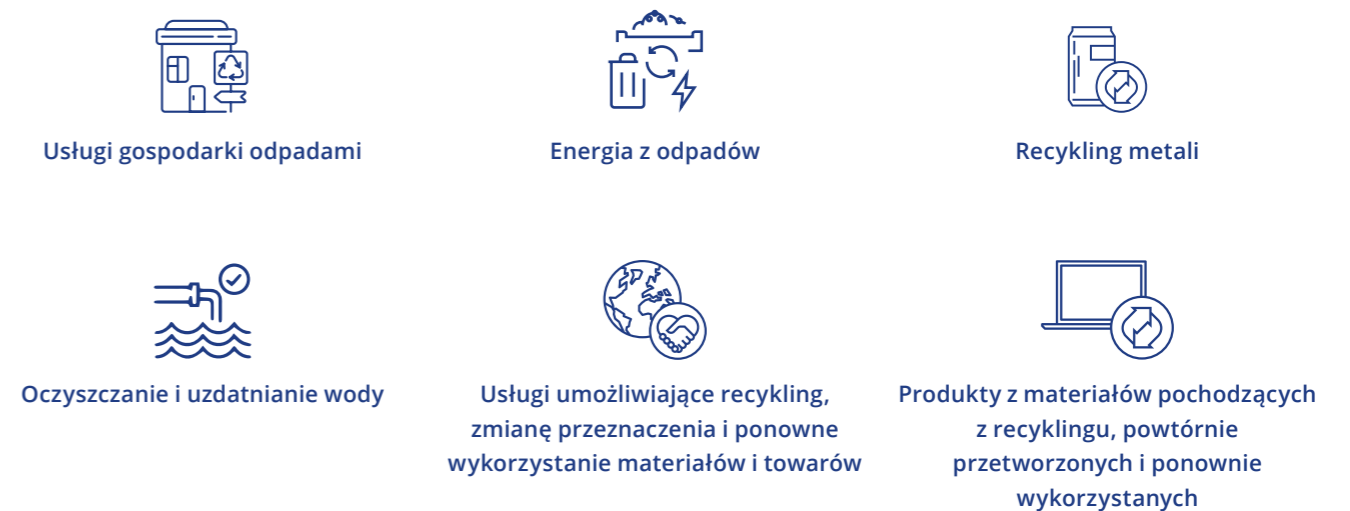 Usługi gospodarki odpadami
Energia z odpadów
Recykling metali
Oczyszczanie i uzdatnianie wody
Usługi umożliwiające recykling,
zmianę przeznaczenia i ponowne
wykorzystanie materiałów i towarów
Produkty z materiałów pochodzących
z recyklingu, powtórnie
przetworzonych i ponownie
wykorzystanych